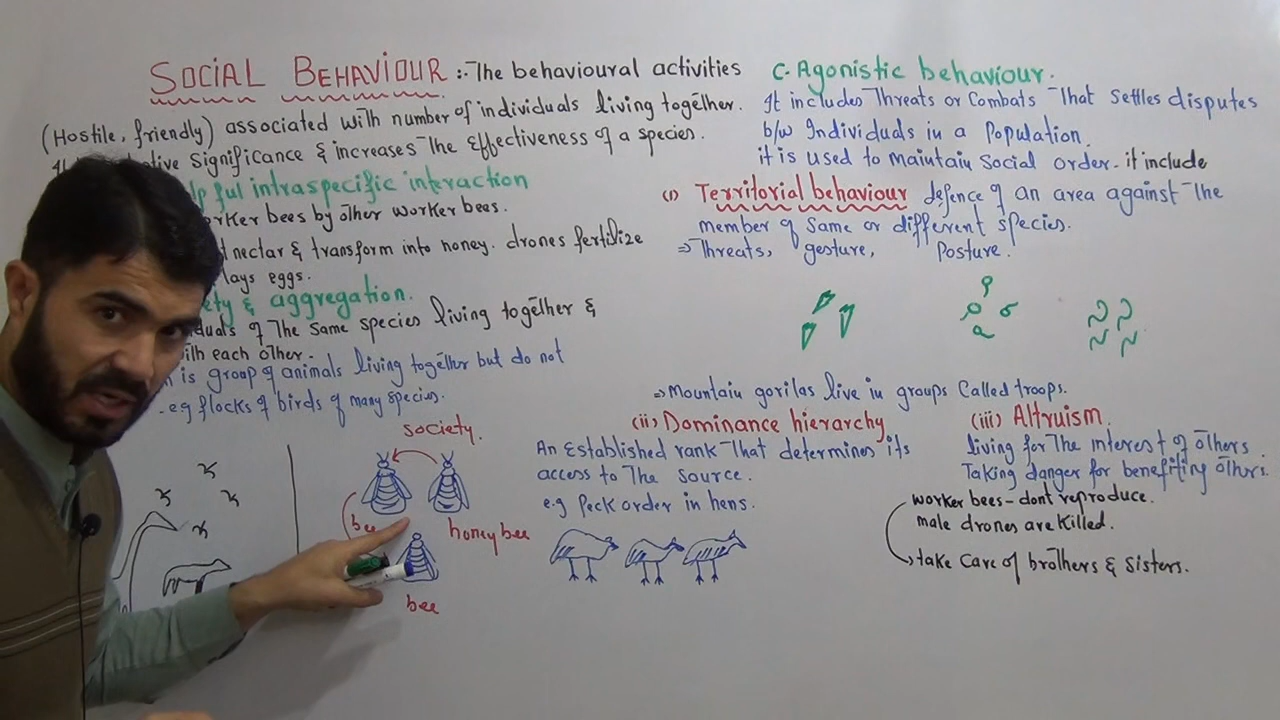 SOCIAL BEHAVIOUR :- The behavioural activities
(Hostile, friendly) associated with number of individuals living together.
Significance & increases The effectiveness of a species.
ful intraspecific interaction
bees by other worker bees.
nectar & transform into honey. drones fertilize
lays eggs.
& aggregation.
of The same species living together &
each other.
is group of animals living together but do not
.eg flocks of birds of many species.
society.
bee
honey bee
bee
C. Agonistic behaviour.
It includes Threats or Combats That Settles disputes
b/w Individuals in a Population.
it is used to maintain Social order. it include
(i) Territorial behaviour defence of an area against The
member of Same or different species.
⇒ Threats, gesture, Posture.
⇒ Mountain gorilas live in groups Called troops.
(ii) Dominance hierarchy
An Established rank That determines its
access to The source.
e.g Peck order in hens.
(iii) Altruism.
living for The interest of others.
Taking danger for benefiting others.
worker bees - dont reproduce.
male drones are killed.
take Care of brothers & Sisters.